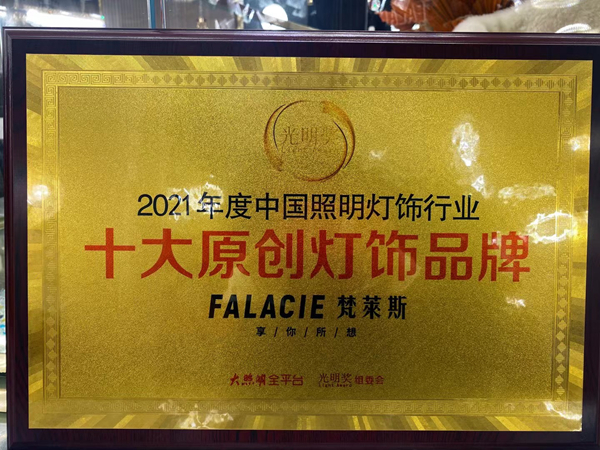 光明奖
2021年度中国照明灯饰行业
十大原创灯饰品牌
FALACIE 梵莱斯
享/你/所/想
大照明全平台 光明奖组委会
Light Award